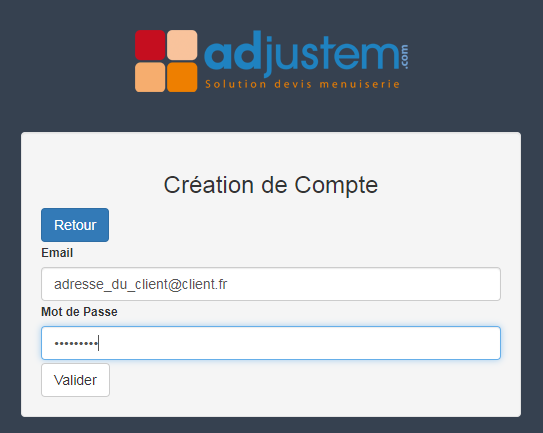 adjustem.com
Solution devis menuiserie
Création de Compte
Retour
Email
adresse_du_client@client.fr
Mot de Passe
•••••••••
Valider